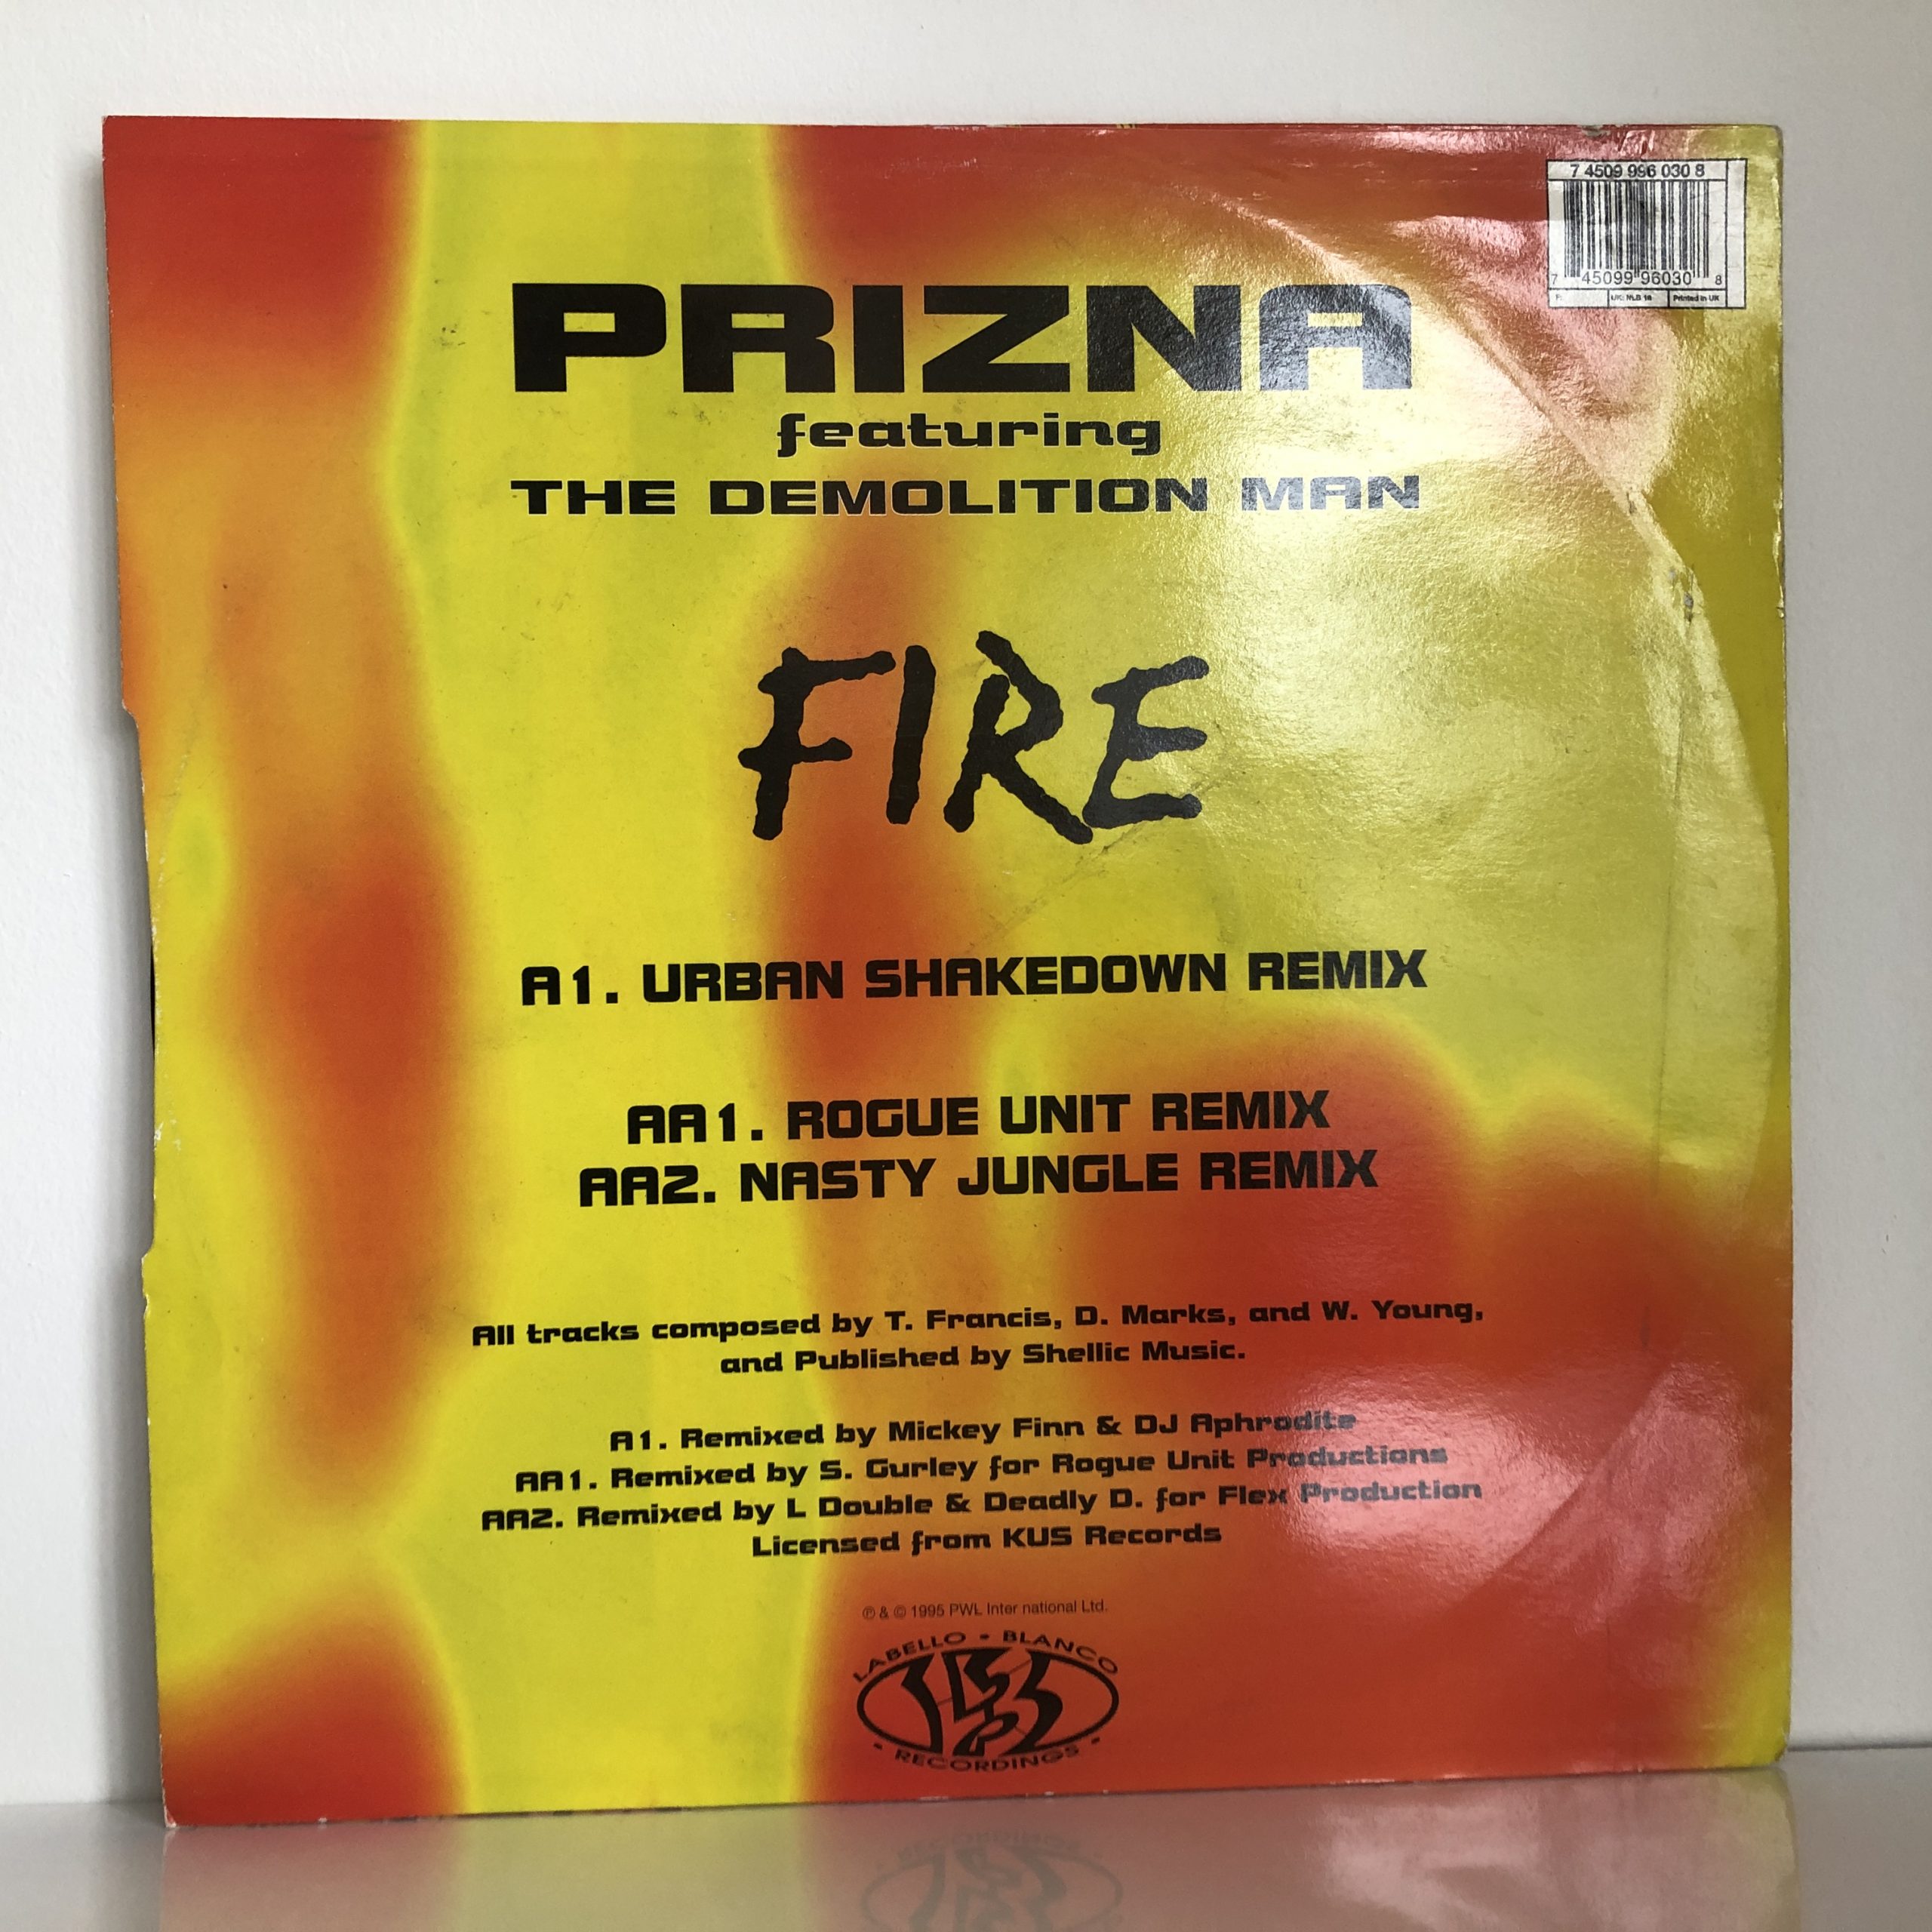 7 4509 996 030 8
7 45099 96030 8
UK: NLB 18
Printed in UK
PRIZNA
featuring
THE DEMOLITION MAN
FIRE
A1. URBAN SHAKEDOWN REMIX
AA1. ROGUE UNIT REMIX
AA2. NASTY JUNGLE REMIX
All tracks composed by T. Francis, D. Marks, and W. Young,
and Published by Shellic Music.
A1. Remixed by Mickey Finn & DJ Aphrodite
AA1. Remixed by S. Gurley for Rogue Unit Productions
AA2. Remixed by L Double & Deadly D. for Flex Production
Licensed from KUS Records
℗ & © 1995 PWL Inter national Ltd.
LABELLO • BLANCO
• RECORDINGS •